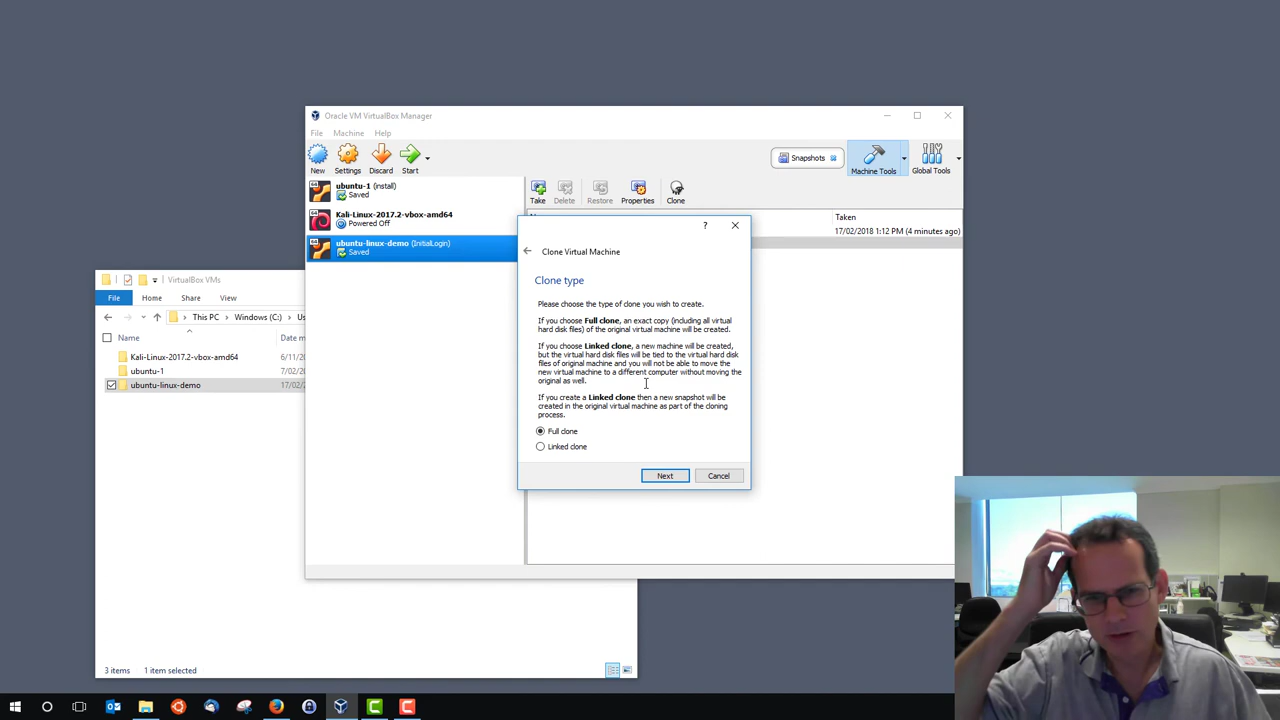 Oracle VM VirtualBox Manager
File Machine Help
New Settings Discard Start
Snapshots Machine Tools Global Tools
ubuntu-1 (install)
Saved
Kali-Linux-2017.2-vbox-amd64
Powered Off
ubuntu-linux-demo (InitialLogin)
Saved
Take Delete Restore Properties Clone
Taken
17/02/2018 1:12 PM (4 minutes ago)
?
Clone Virtual Machine
Clone type
Please choose the type of clone you wish to create.
If you choose Full clone, an exact copy (including all virtual
hard disk files) of the original virtual machine will be created.
If you choose Linked clone, a new machine will be created,
but the virtual hard disk files will be tied to the virtual hard disk
files of original machine and you will not be able to move the
new virtual machine to a different computer without moving the
original as well.
If you create a Linked clone then a new snapshot will be
created in the original virtual machine as part of the cloning
process.
Full clone
Linked clone
Next Cancel
VirtualBox VMs
File Home Share View
This PC > Windows (C:) > Us
Name
Kali-Linux-2017.2-vbox-amd64 6/11/
ubuntu-1 7/02/
ubuntu-linux-demo 17/02/
3 items 1 item selected